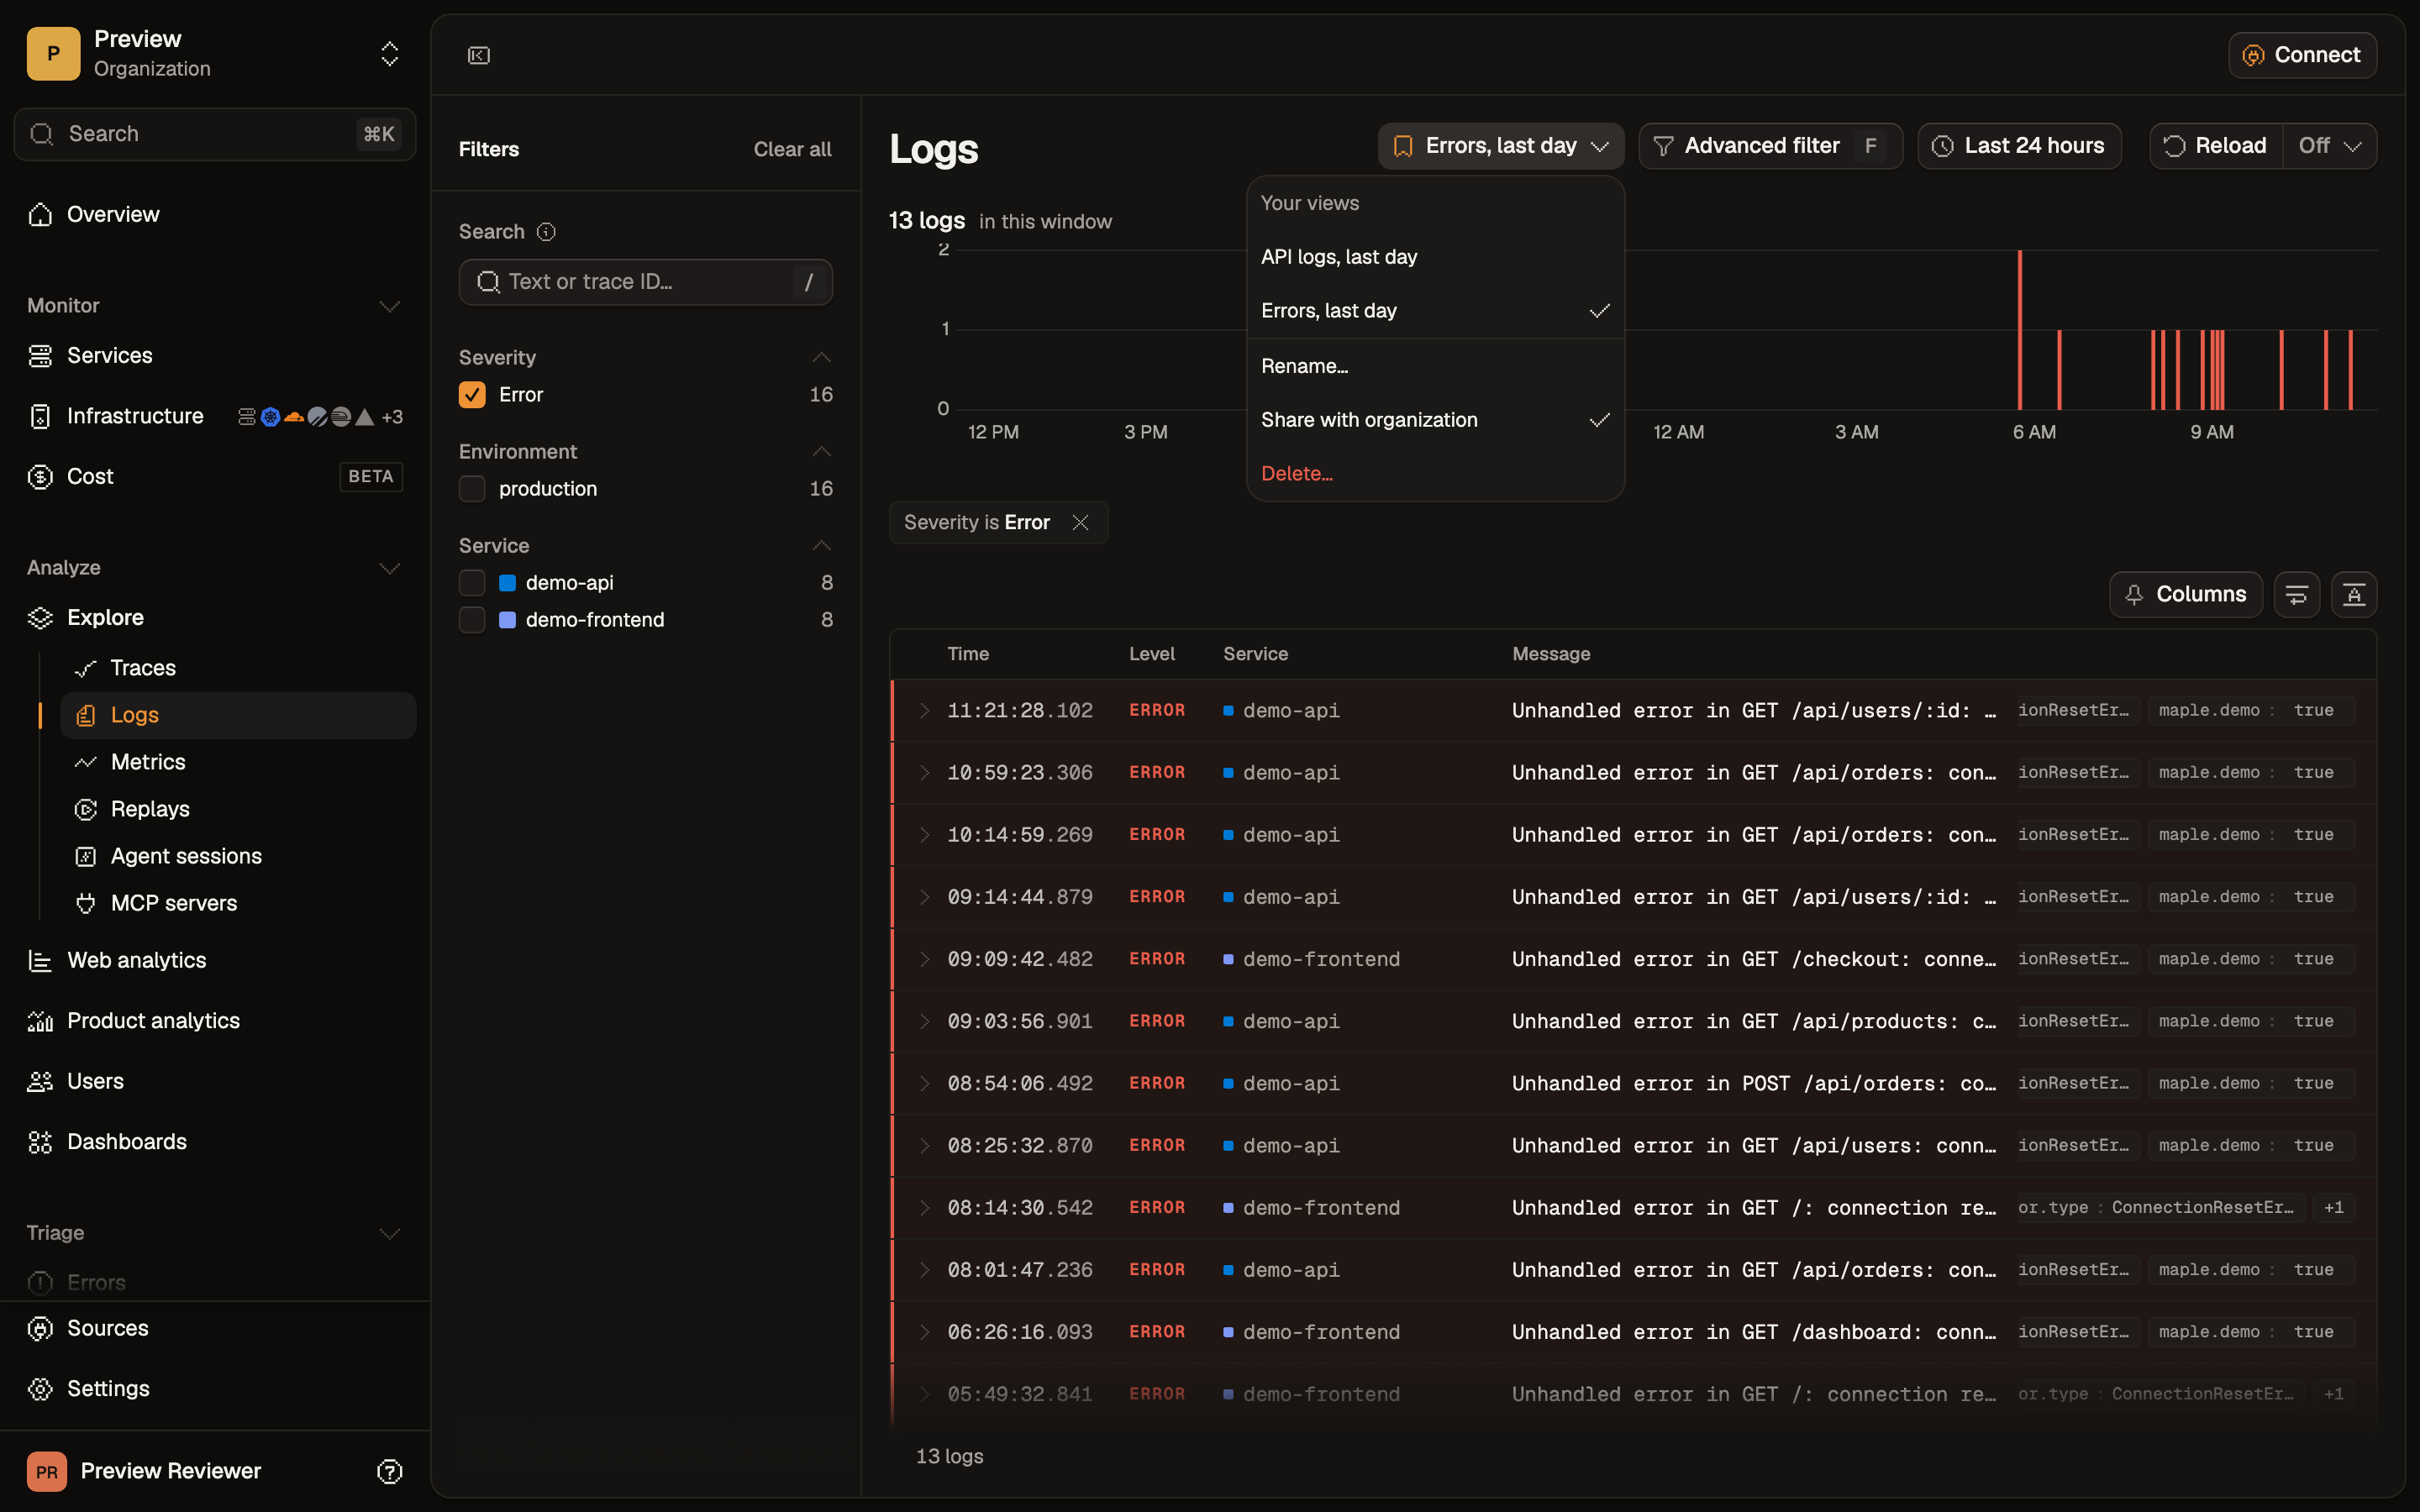 P
Preview
Organization
Search
⌘K
Overview
Monitor
Services
Infrastructure
+3
Cost
BETA
Analyze
Explore
Traces
Logs
Metrics
Replays
Agent sessions
MCP servers
Web analytics
Product analytics
Users
Dashboards
Triage
Errors
Sources
Settings
PR
Preview Reviewer
Connect
Filters
Clear all
Search
Text or trace ID...
/
Severity
Error 16
Environment
production 16
Service
demo-api 8
demo-frontend 8
Logs
Errors, last day
Advanced filter F
Last 24 hours
Reload
Off
13 logs in this window
2
1
0
12 PM
3 PM
12 AM
3 AM
6 AM
9 AM
Your views
API logs, last day
Errors, last day
Rename...
Share with organization
Delete...
Severity is Error
Columns
Time Level Service Message
11:21:28.102 ERROR demo-api Unhandled error in GET /api/users/:id: … ionResetEr… maple.demo : true
10:59:23.306 ERROR demo-api Unhandled error in GET /api/orders: con… ionResetEr… maple.demo : true
10:14:59.269 ERROR demo-api Unhandled error in GET /api/orders: con… ionResetEr… maple.demo : true
09:14:44.879 ERROR demo-api Unhandled error in GET /api/users/:id: … ionResetEr… maple.demo : true
09:09:42.482 ERROR demo-frontend Unhandled error in GET /checkout: conne… ionResetEr… maple.demo : true
09:03:56.901 ERROR demo-api Unhandled error in GET /api/products: c… ionResetEr… maple.demo : true
08:54:06.492 ERROR demo-api Unhandled error in POST /api/orders: co… ionResetEr… maple.demo : true
08:25:32.870 ERROR demo-api Unhandled error in GET /api/users: conn… ionResetEr… maple.demo : true
08:14:30.542 ERROR demo-frontend Unhandled error in GET /: connection re… or.type : ConnectionResetEr… +1
08:01:47.236 ERROR demo-api Unhandled error in GET /api/orders: con… ionResetEr… maple.demo : true
06:26:16.093 ERROR demo-frontend Unhandled error in GET /dashboard: conn… ionResetEr… maple.demo : true
05:49:32.841 ERROR demo-frontend Unhandled error in GET /: connection re… or.type : ConnectionResetEr… +1
13 logs